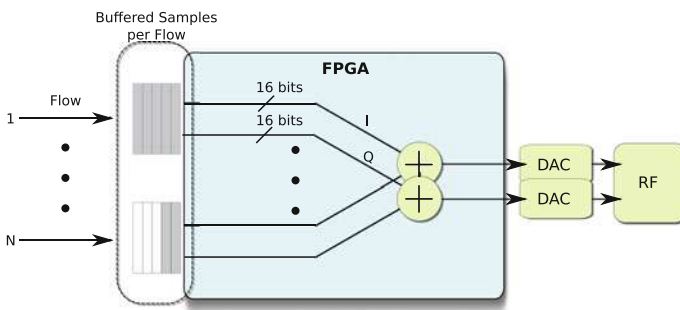 Buffered Samples
per Flow
FPGA
Flow
16 bits
1
16 bits
I
Q
DAC
RF
DAC
N